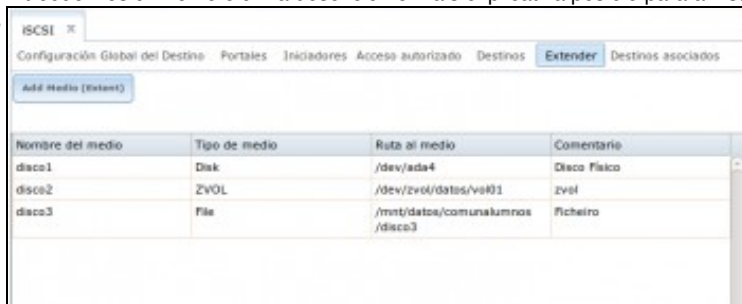 iSCSI
Configuración Global del Destino Portales Iniciadores Acceso autorizado Destinos Extender Destinos asociados
Add Medio (Extent)
Nombre del medio Tipo de medio Ruta al medio Comentario
disco1 Disk /dev/ada4 Disco Físico
disco2 ZVOL /dev/zvol/datos/vol01 zvol
disco3 File /mnt/datos/comunalumnos Ficheiro
/disco3